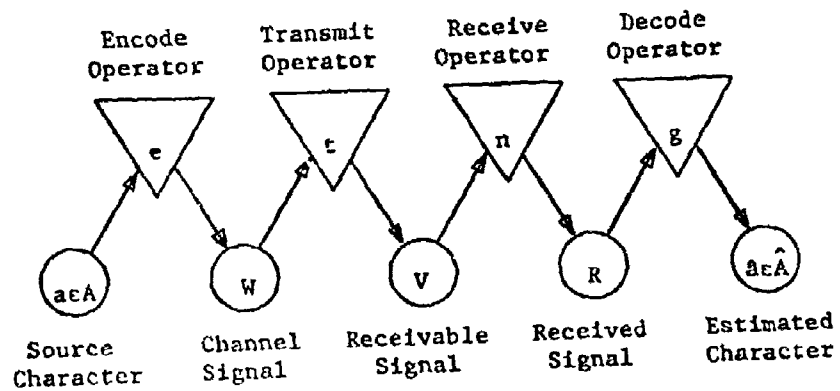 Encode Operator
Transmit Operator
Receive Operator
Decode Operator
e
t
n
g
aεA
W
V
R
aεÂ
Source Character
Channel Signal
Receivable Signal
Received Signal
Estimated Character